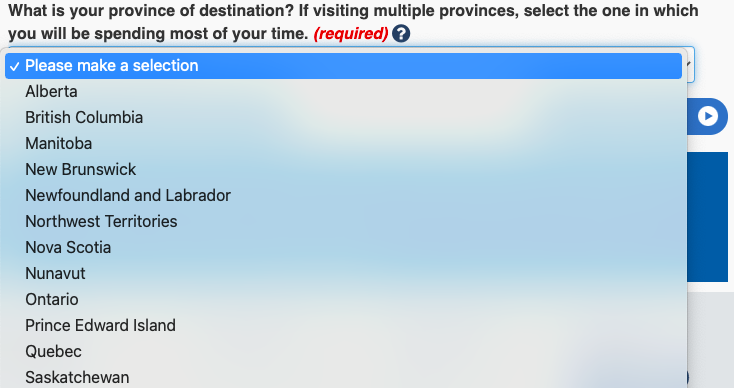 What is your province of destination? If visiting multiple provinces, select the one in which
you will be spending most of your time. (required) ?
✓ Please make a selection
Alberta
British Columbia
Manitoba
New Brunswick
Newfoundland and Labrador
Northwest Territories
Nova Scotia
Nunavut
Ontario
Prince Edward Island
Quebec
Saskatchewan